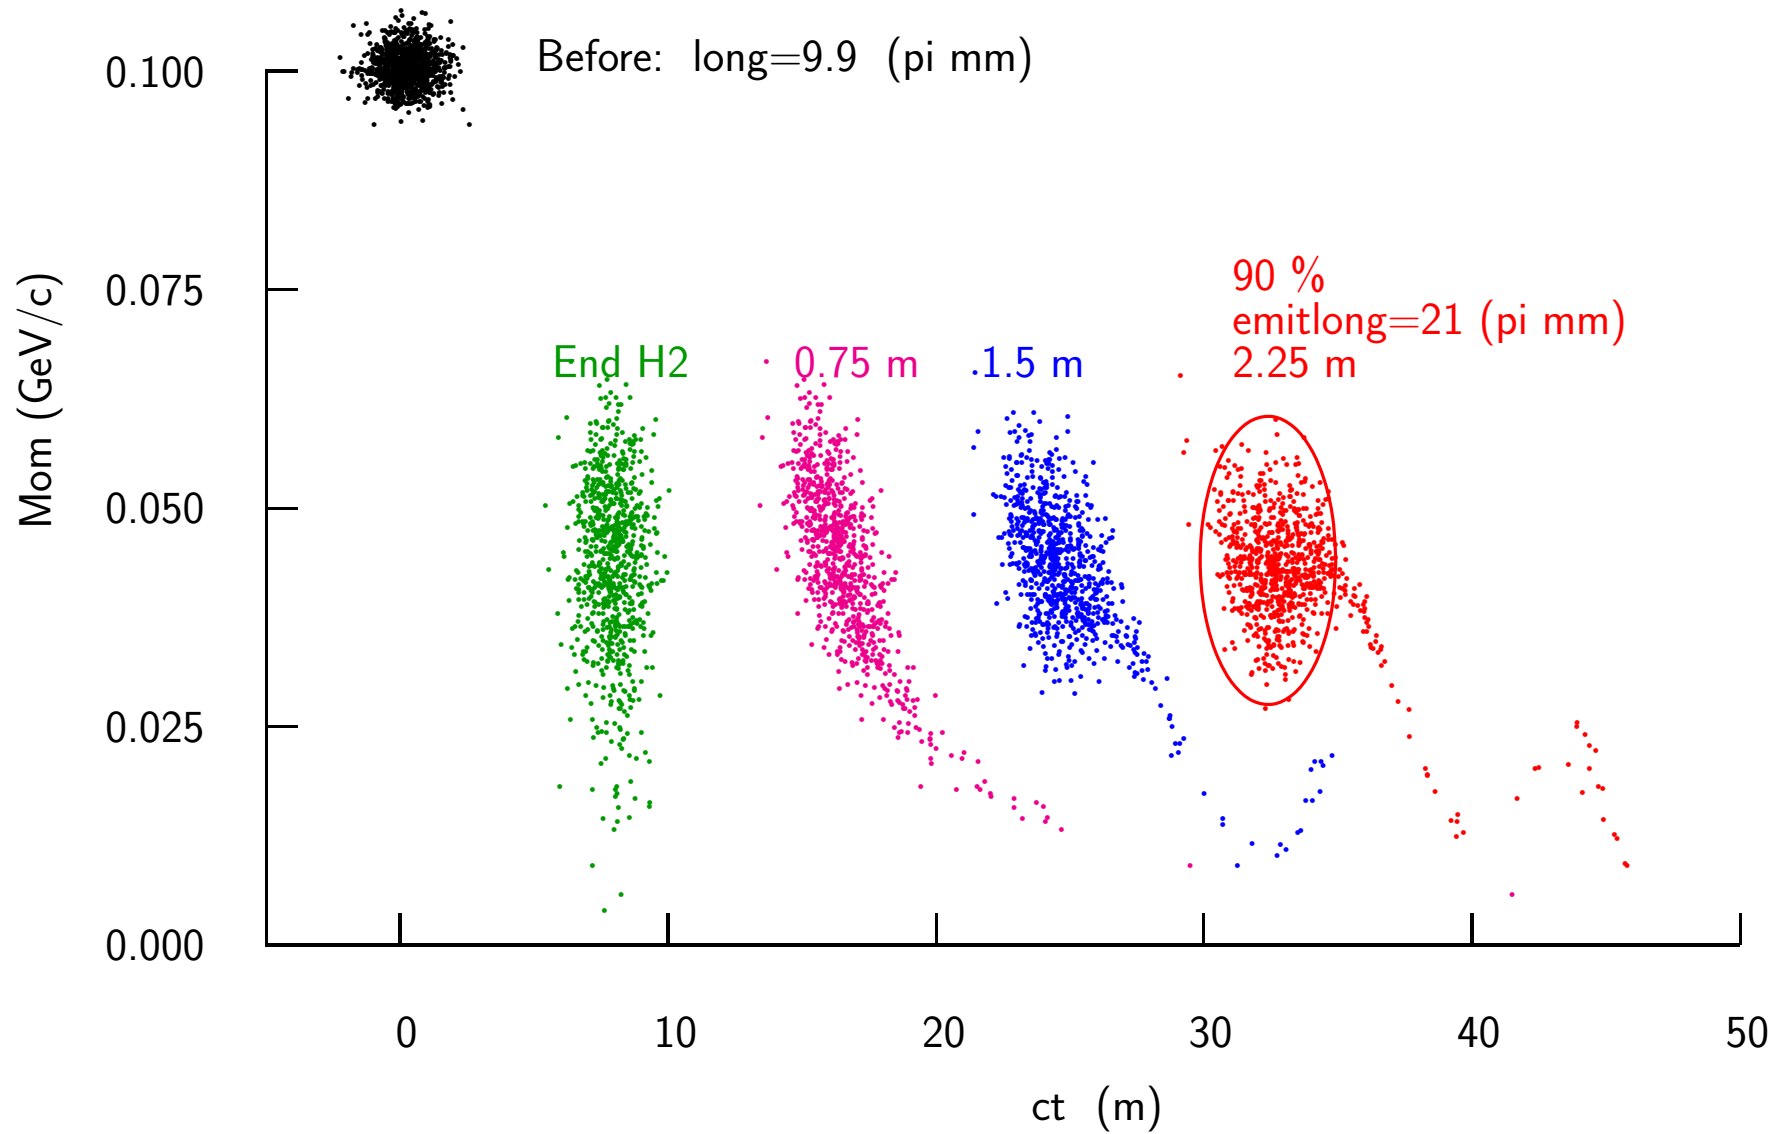 Before: long=9.9 (pi mm)
0.100
0.075
0.050
0.025
0.000
Mom (GeV/c)
90 %
emitlong=21 (pi mm)
End H2
0.75 m
1.5 m
2.25 m
0
10
20
30
40
50
ct (m)